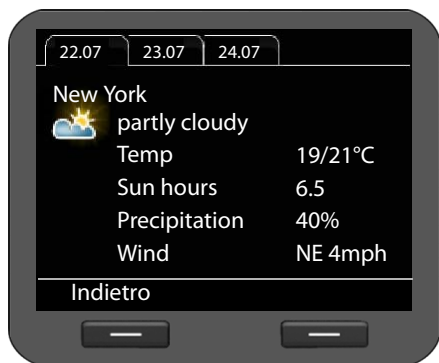 22.07 23.07 24.07
New York
partly cloudy
Temp 19/21°C
Sun hours 6.5
Precipitation 40%
Wind NE 4mph
Indietro